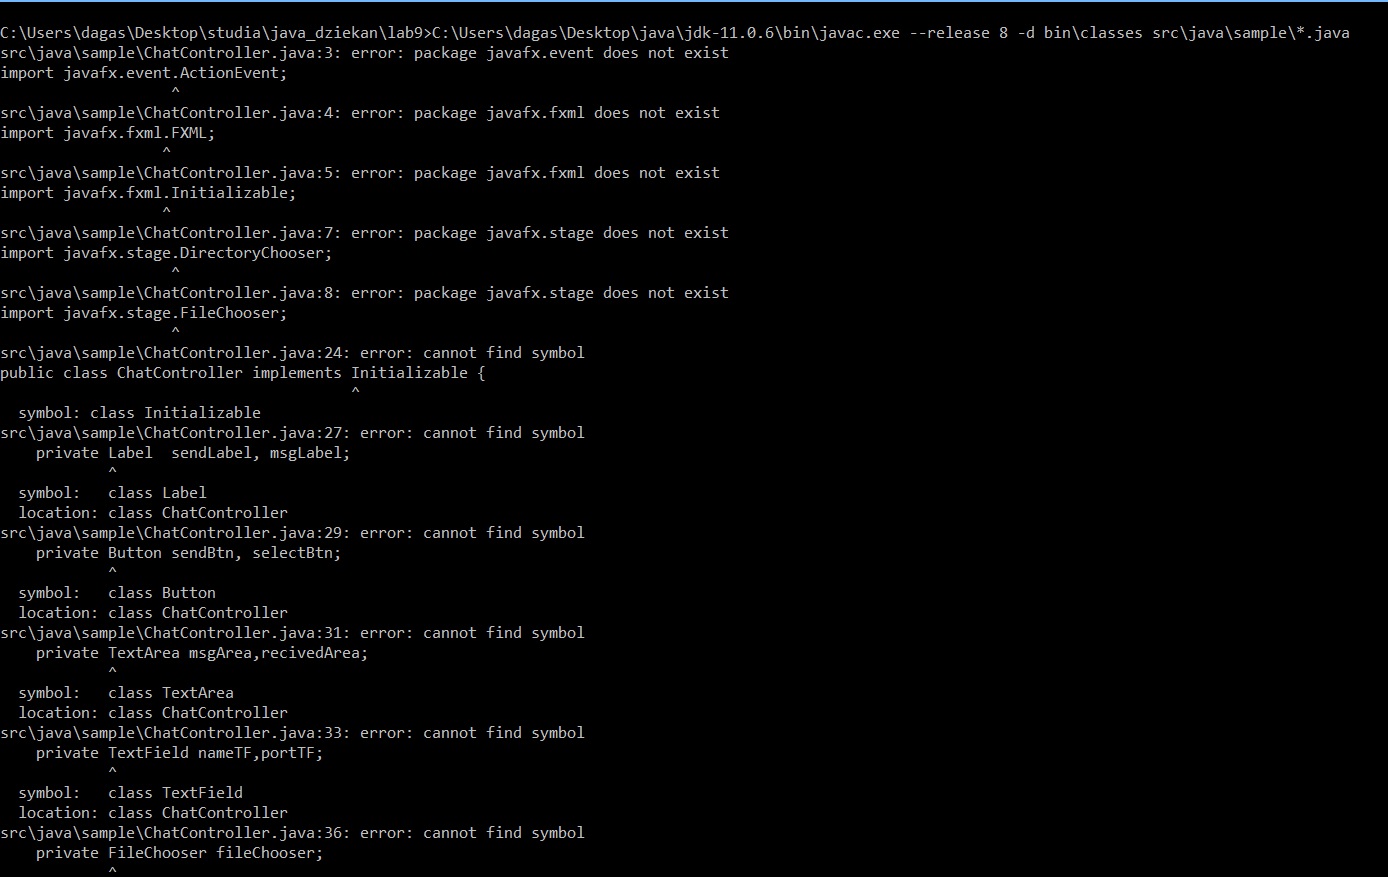 C:\Users\dagas\Desktop\studia\java_dziekan\lab9>C:\Users\dagas\Desktop\java\jdk-11.0.6\bin\javac.exe --release 8 -d bin\classes src\java\sample\*.java
src\java\sample\ChatController.java:3: error: package javafx.event does not exist
import javafx.event.ActionEvent;
                   ^
src\java\sample\ChatController.java:4: error: package javafx.fxml does not exist
import javafx.fxml.FXML;
                  ^
src\java\sample\ChatController.java:5: error: package javafx.fxml does not exist
import javafx.fxml.Initializable;
                  ^
src\java\sample\ChatController.java:7: error: package javafx.stage does not exist
import javafx.stage.DirectoryChooser;
                   ^
src\java\sample\ChatController.java:8: error: package javafx.stage does not exist
import javafx.stage.FileChooser;
                   ^
src\java\sample\ChatController.java:24: error: cannot find symbol
public class ChatController implements Initializable {
                                       ^
  symbol: class Initializable
src\java\sample\ChatController.java:27: error: cannot find symbol
    private Label  sendLabel, msgLabel;
            ^
  symbol:   class Label
  location: class ChatController
src\java\sample\ChatController.java:29: error: cannot find symbol
    private Button sendBtn, selectBtn;
            ^
  symbol:   class Button
  location: class ChatController
src\java\sample\ChatController.java:31: error: cannot find symbol
    private TextArea msgArea,recivedArea;
            ^
  symbol:   class TextArea
  location: class ChatController
src\java\sample\ChatController.java:33: error: cannot find symbol
    private TextField nameTF,portTF;
            ^
  symbol:   class TextField
  location: class ChatController
src\java\sample\ChatController.java:36: error: cannot find symbol
    private FileChooser fileChooser;
            ^